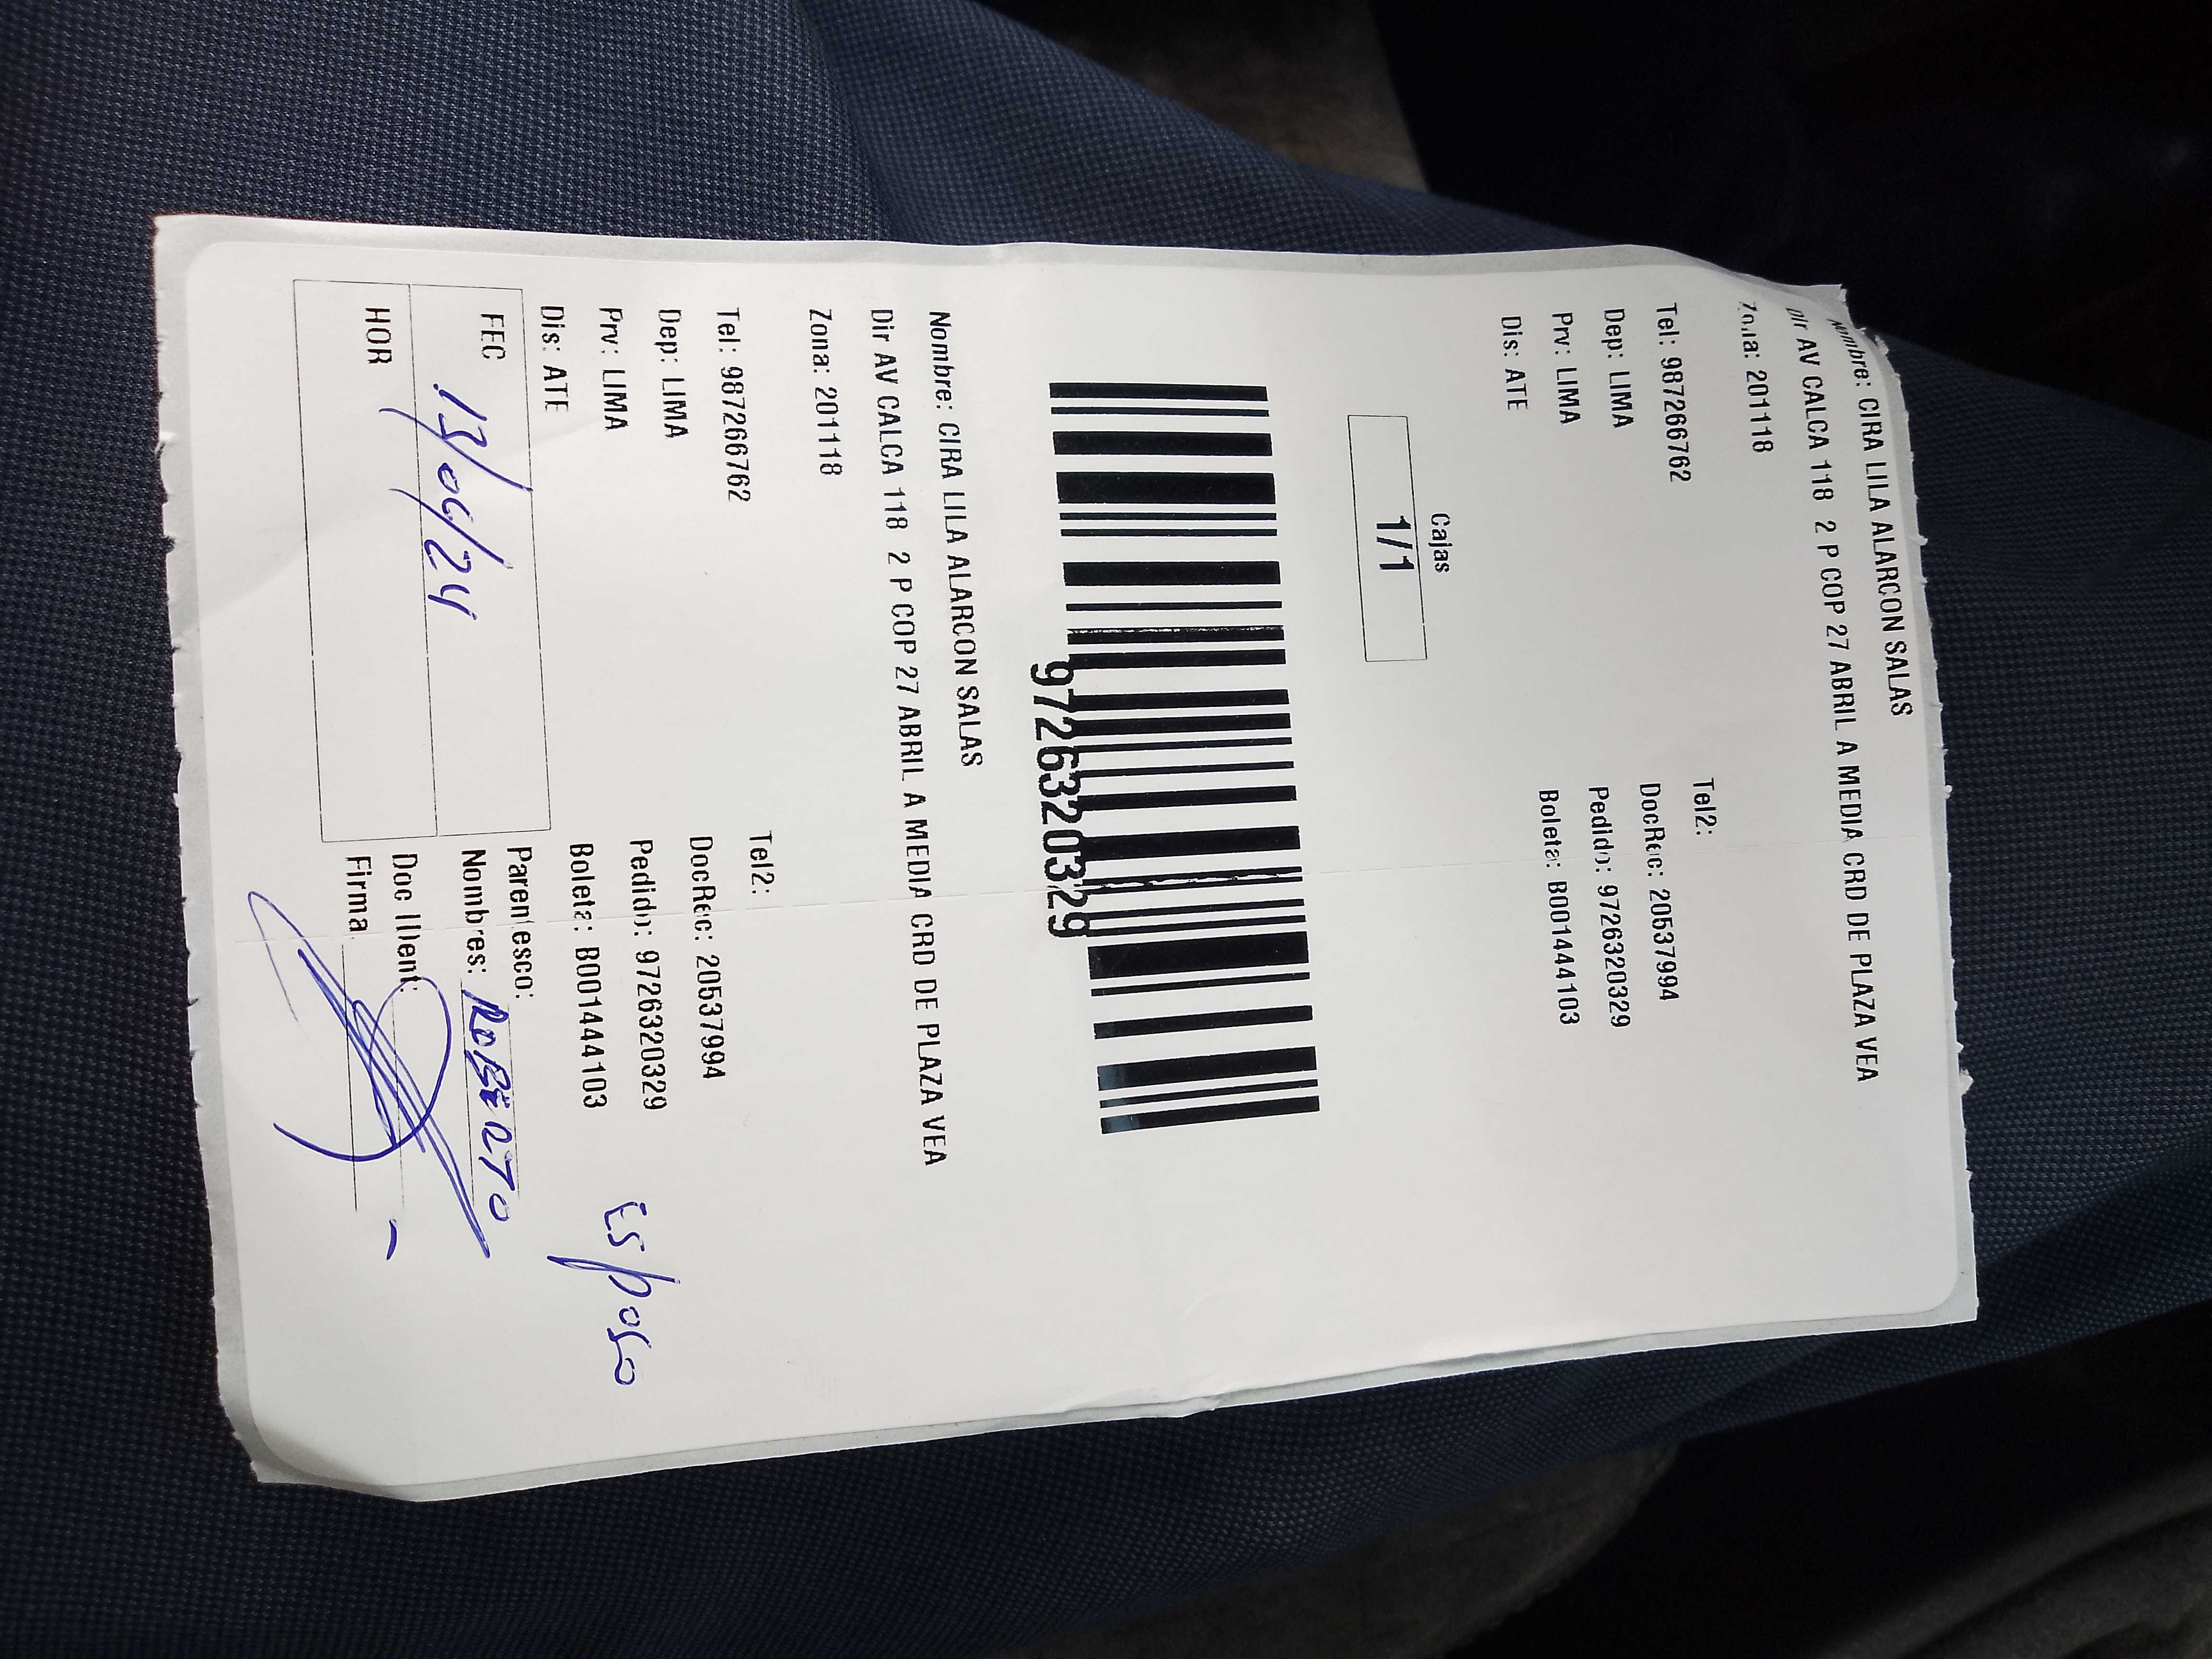 Nombre: CIRA LILA ALARCON SALAS
Dir AV CALCA 118 2 P COP 27 ABRIL A MEDIA CRD DE PLAZA VEA
Zona: 201118
Tel: 987266762 Tel2:
Dep: LIMA DocRec: 20537994
Prv: LIMA Pedido: 9726320329
Dis: ATE Boleta: B001444103
Cajas
1/1
9726320329
Nombre: CIRA LILA ALARCON SALAS
Dir AV CALCA 118 2 P COP 27 ABRIL A MEDIA CRD DE PLAZA VEA
Zona: 201118
Tel: 987266762 Tel2:
Dep: LIMA DocRec: 20537994
Prv: LIMA Pedido: 9726320329
Dis: ATE Boleta: B001444103
Esposo
Parentesco:
FEC 13/06/24 Nombres: ROBERTO
HOR Doc IDent:
Firma